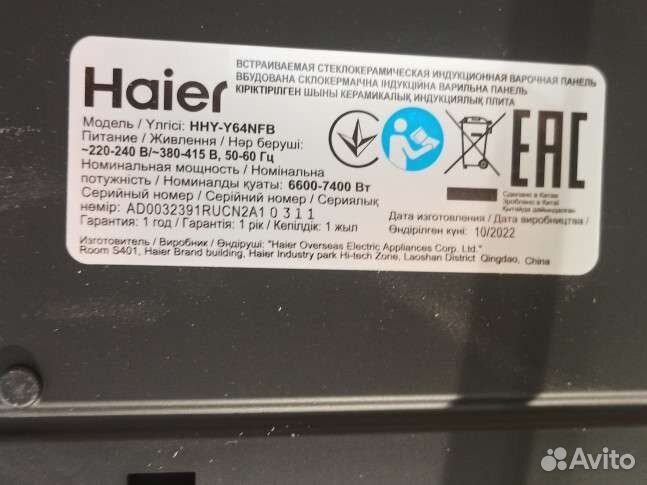 Haier
ВСТРАИВАЕМАЯ СТЕКЛОКЕРАМИЧЕСКАЯ ИНДУКЦИОННАЯ ВАРОЧНАЯ ПАНЕЛЬ
ВБУДОВАНА СКЛОКЕРМАІЧНА ІНДУКЦІЙНА ВАРИЛЬНА ПАНЕЛЬ
КІРІКТІРІЛГЕН ШЫНЫ КЕРАМИКАЛЫҚ ИНДУКЦИЯЛЫҚ ПЛИТА
Модель / Үлгісі: HHY-Y64NFB
Питание / Живлення / Нәр беруші:
~220-240 В/~380-415 В, 50-60 Гц
Номинальная мощность / Номінальна
потужність / Номиналды қуаты: 6600-7400 Вт
Серийный номер / Серійний номер / Сериялық
нөмір: AD0032391RUCN2A1 0 3 1 1
Гарантия: 1 год / Гарантія: 1 рік / Кепілдік: 1 жыл
EAC
Сделано в Китае
Зроблено в Китаї
Қытайда дайындалған
Дата изготовления / Дата виробництва /
Өндірілген күні: 10/2022
Изготовитель / Виробник / Өндіруші: "Haier Overseas Electric Appliances Corp. Ltd."
Room S401, Haier Brand building, Haier Industry park Hi-tech Zone, Laoshan District Qingdao, China
Avito